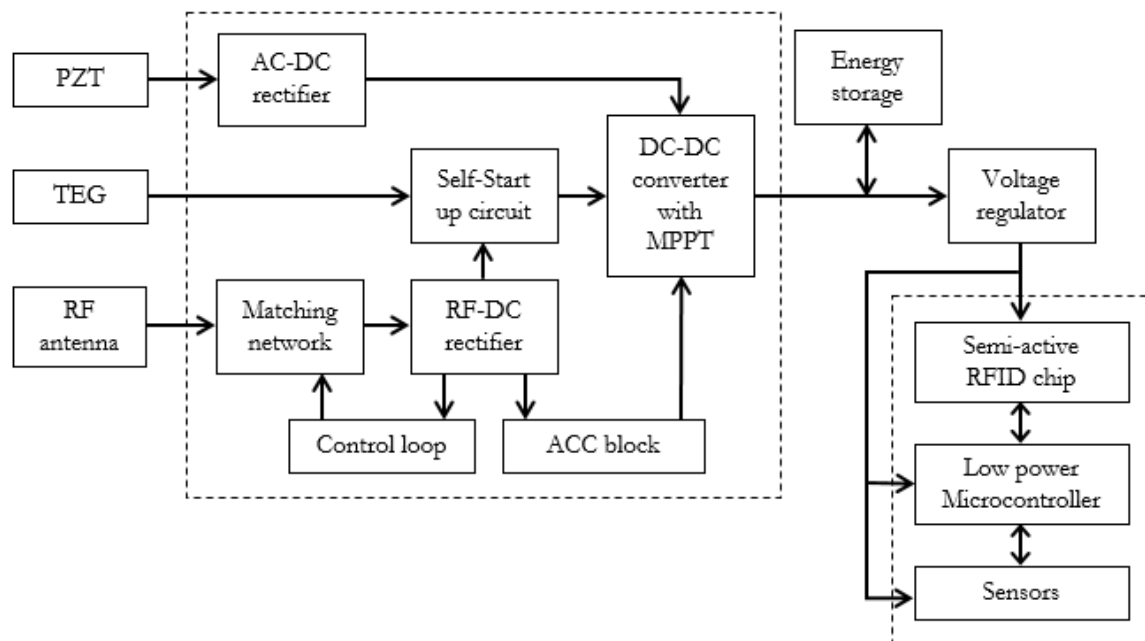 PZT
AC-DC
rectifier
Energy
storage
TEG
Self-Start
up circuit
DC-DC
converter
with
MPPT
Voltage
regulator
RF
antenna
Matching
network
RF-DC
rectifier
Control loop
ACC block
Semi-active
RFID chip
Low power
Microcontroller
Sensors